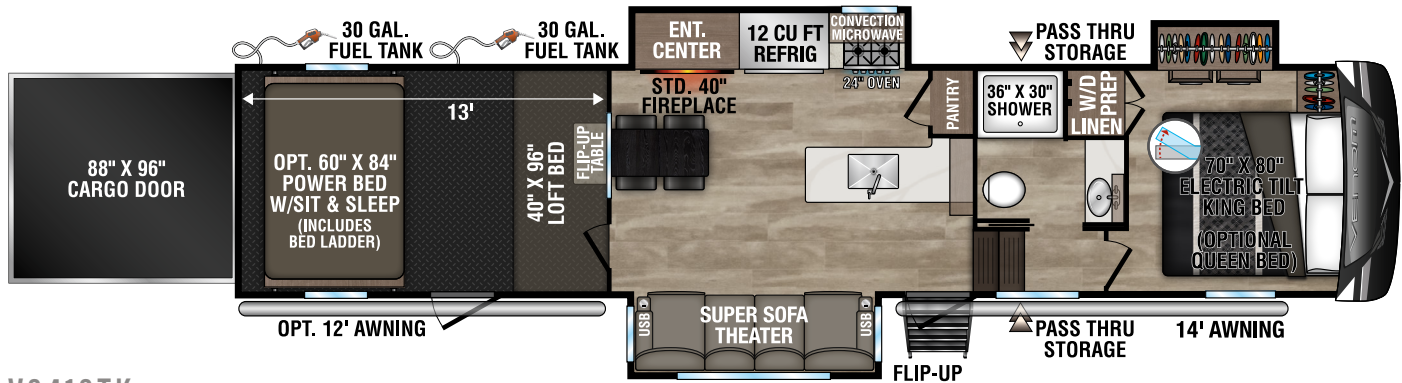 30 GAL.
FUEL TANK
30 GAL.
FUEL TANK
ENT.
CENTER
12 CU FT
REFRIG
CONVECTION
MICROWAVE
24" OVEN
PASS THRU
STORAGE
STD. 40"
FIREPLACE
88" X 96"
CARGO DOOR
13'
OPT. 60" X 84"
POWER BED
W/SIT & SLEEP
(INCLUDES
BED LADDER)
40" X 96"
LOFT BED
FLIP-UP
TABLE
PANTRY
36" X 30"
SHOWER
W/D
PREP
LINEN
70" X 80"
ELECTRIC TILT
KING BED
(OPTIONAL
QUEEN BED)
VENOM
OPT. 12' AWNING
USB
SUPER SOFA
THEATER
USB
FLIP-UP
PASS THRU
STORAGE
14' AWNING